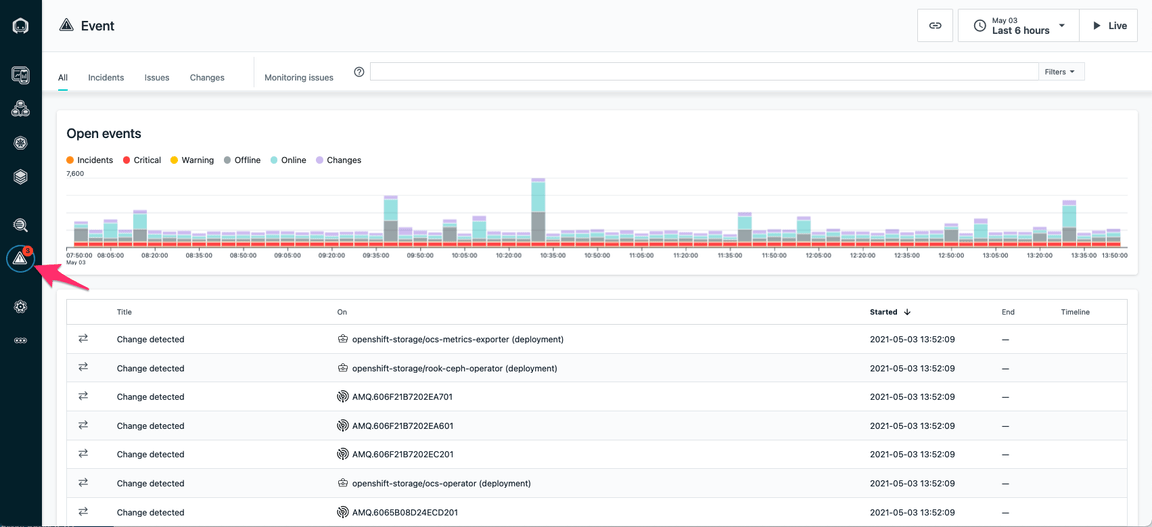 Event
May 03
Last 6 hours
Live
All Incidents Issues Changes Monitoring issues
Filters
Open events
Incidents Critical Warning Offline Online Changes
7,600
07:50:00 08:05:00 08:20:00 08:35:00 08:50:00 09:05:00 09:20:00 09:35:00 09:50:00 10:05:00 10:35:00 10:50:00 11:05:00 11:20:00 11:35:00 11:50:00 12:05:00 12:20:00 12:35:00 12:50:00 13:05:00 13:20:00 13:35:00 13:50:00
May 03
Title On Started End Timeline
Change detected openshift-storage/ocs-metrics-exporter (deployment) 2021-05-03 13:52:09 —
Change detected openshift-storage/rook-ceph-operator (deployment) 2021-05-03 13:52:09 —
Change detected AMQ.606F21B7202EA701 2021-05-03 13:52:09 —
Change detected AMQ.606F21B7202EA601 2021-05-03 13:52:09 —
Change detected AMQ.606F21B7202EC201 2021-05-03 13:52:09 —
Change detected openshift-storage/ocs-operator (deployment) 2021-05-03 13:52:09 —
Change detected AMQ.6065B08D24ECD201 2021-05-03 13:52:09 —